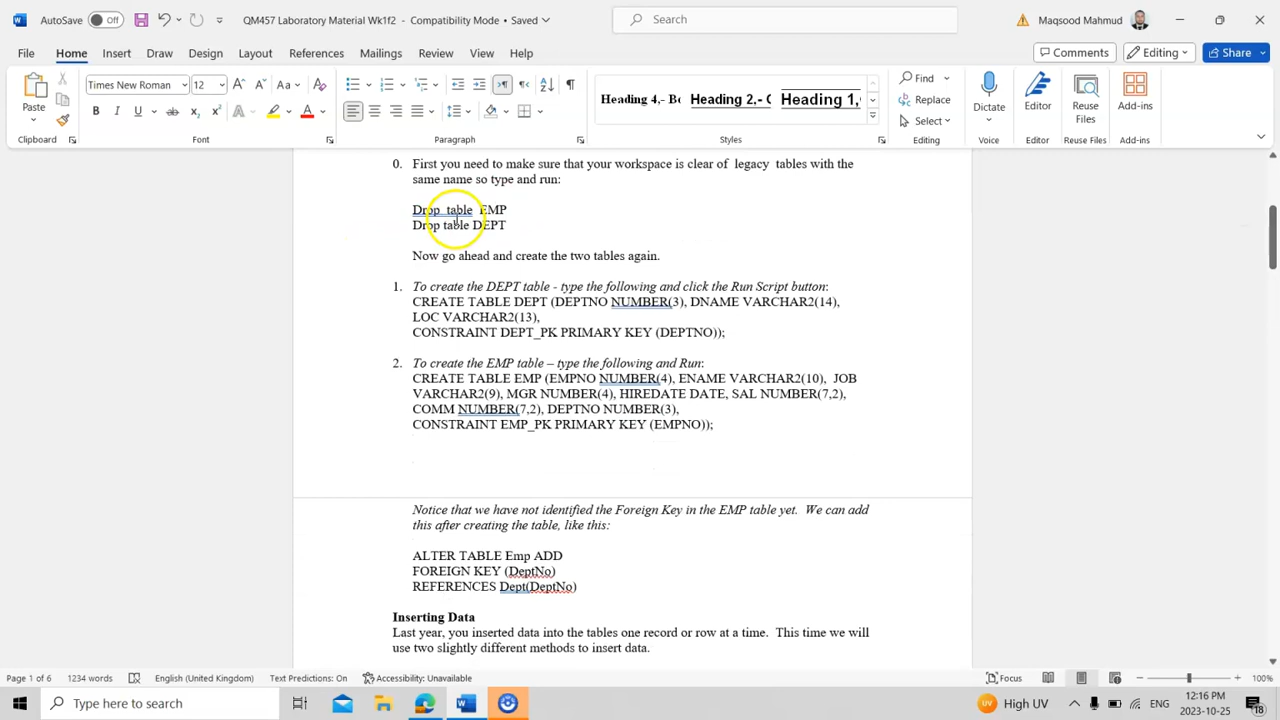 AutoSave Off QM457 Laboratory Material Wk1f2 - Compatibility Mode • Saved Search Maqsood Mahmud
File Home Insert Draw Design Layout References Mailings Review View Help Comments Editing Share
Paste Times New Roman 12 Heading 4,- Bo Heading 2,- C Heading 1, Find Replace Select Dictate Editor Reuse Files Add-ins
Clipboard Font Paragraph Styles Editing Voice Editor Reuse Files Add-ins
0. First you need to make sure that your workspace is clear of legacy tables with the
same name so type and run:
Drop table EMP
Drop table DEPT
Now go ahead and create the two tables again.
1. To create the DEPT table - type the following and click the Run Script button:
CREATE TABLE DEPT (DEPTNO NUMBER(3), DNAME VARCHAR2(14),
LOC VARCHAR2(13),
CONSTRAINT DEPT_PK PRIMARY KEY (DEPTNO));
2. To create the EMP table – type the following and Run:
CREATE TABLE EMP (EMPNO NUMBER(4), ENAME VARCHAR2(10), JOB
VARCHAR2(9), MGR NUMBER(4), HIREDATE DATE, SAL NUMBER(7,2),
COMM NUMBER(7,2), DEPTNO NUMBER(3),
CONSTRAINT EMP_PK PRIMARY KEY (EMPNO));
Notice that we have not identified the Foreign Key in the EMP table yet. We can add
this after creating the table, like this:
ALTER TABLE Emp ADD
FOREIGN KEY (DeptNo)
REFERENCES Dept(DeptNo)
Inserting Data
Last year, you inserted data into the tables one record or row at a time. This time we will
use two slightly different methods to insert data.
Page 1 of 6 1234 words English (United Kingdom) Text Predictions: On Accessibility: Unavailable Focus 100%
Type here to search High UV ENG 12:16 PM 2023-10-25 18